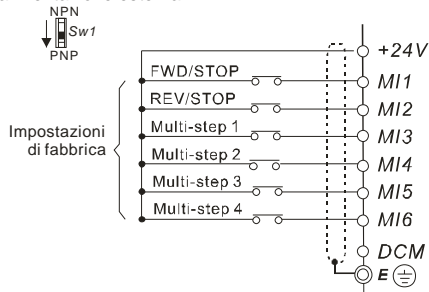 NPN
Sw1
PNP
+24V
FWD/STOP
MI1
REV/STOP
MI2
Impostazioni
di fabbrica
Multi-step 1
MI3
Multi-step 2
MI4
Multi-step 3
MI5
Multi-step 4
MI6
DCM
E